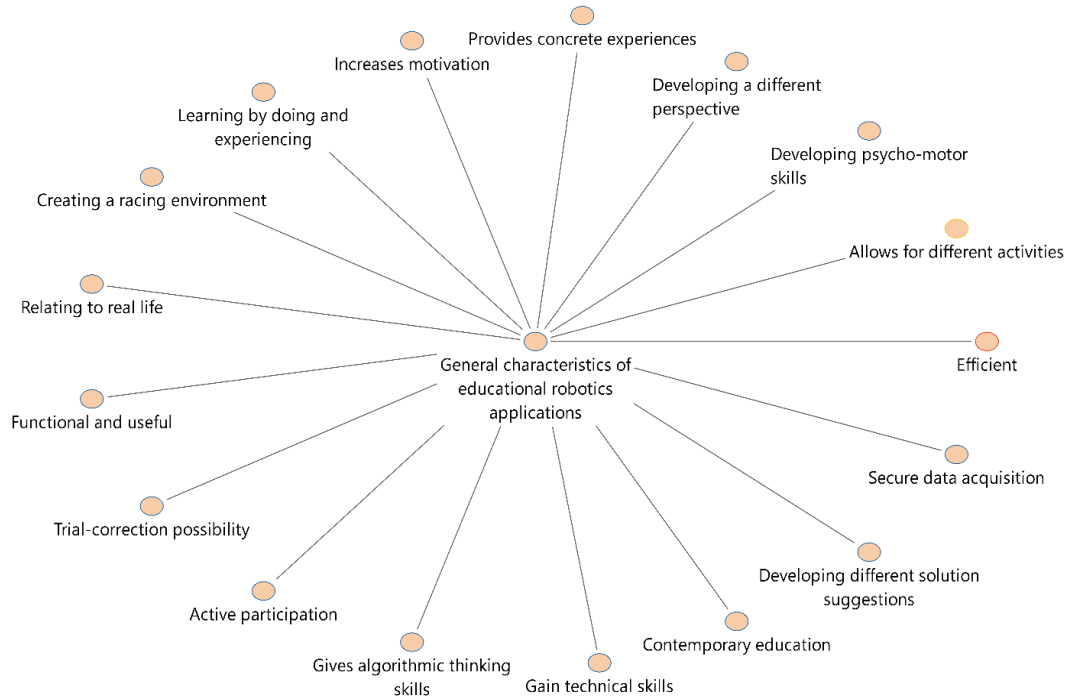 Provides concrete experiences
Increases motivation
Developing a different
perspective
Learning by doing and
experiencing
Developing psycho-motor
skills
Creating a racing environment
Allows for different activities
Relating to real life
General characteristics of
educational robotics
applications
Efficient
Functional and useful
Secure data acquisition
Trial-correction possibility
Developing different solution
suggestions
Active participation
Contemporary education
Gives algorithmic thinking
skills
Gain technical skills